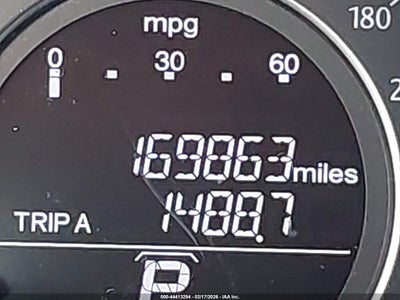 180
mpg
0 30 60
169863 miles
TRIP A 1488.7
P
000-44413294 - 02/17/2026 - IAA Inc.